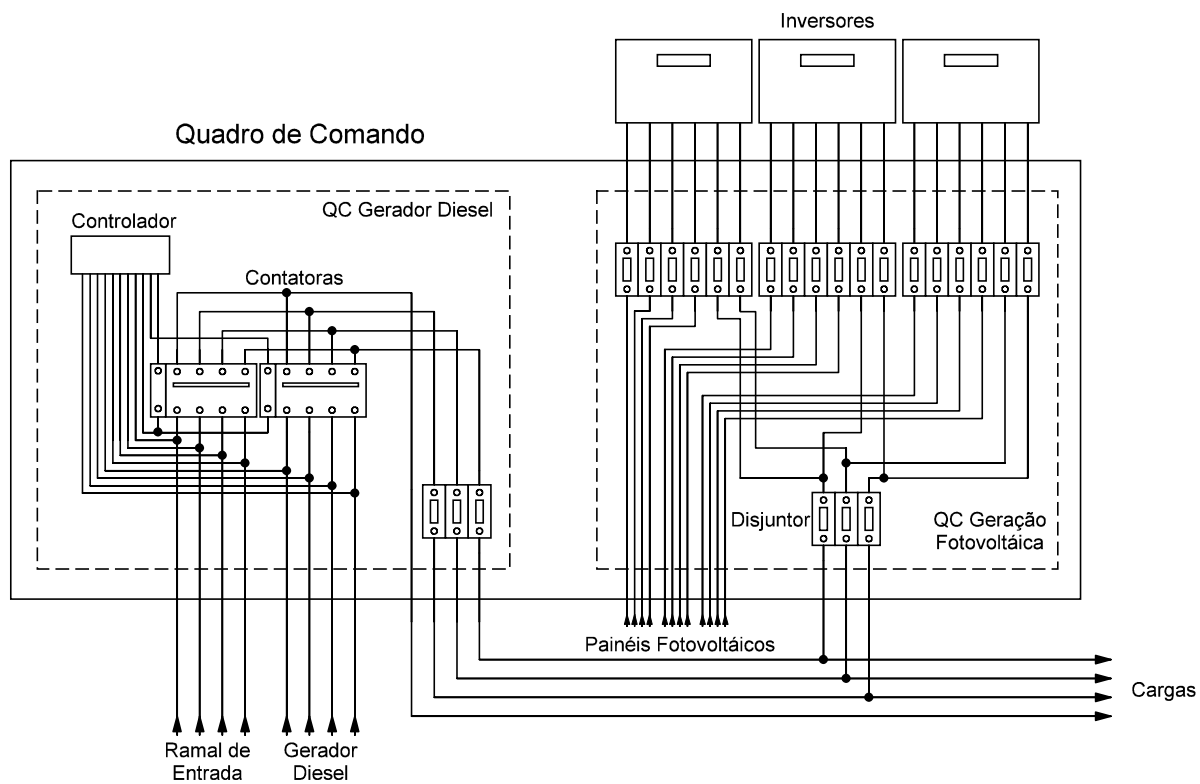 Inversores
Quadro de Comando
QC Gerador Diesel
Controlador
Contatoras
Disjuntor
QC Geração
Fotovoltáica
Painéis Fotovoltáicos
Cargas
Ramal de
Entrada
Gerador
Diesel